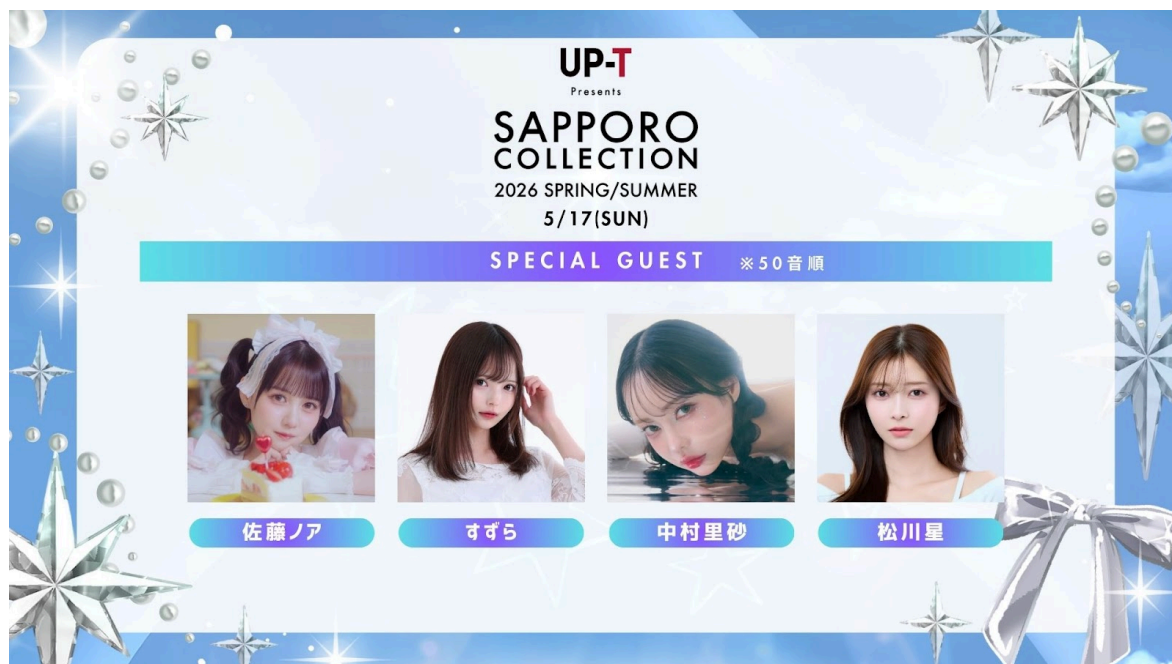 UP-T
Presents
SAPPORO
COLLECTION
2026 SPRING/SUMMER
5/17(SUN)
SPECIAL GUEST ※50音順
佐藤ノア
すずら
中村里砂
松川星